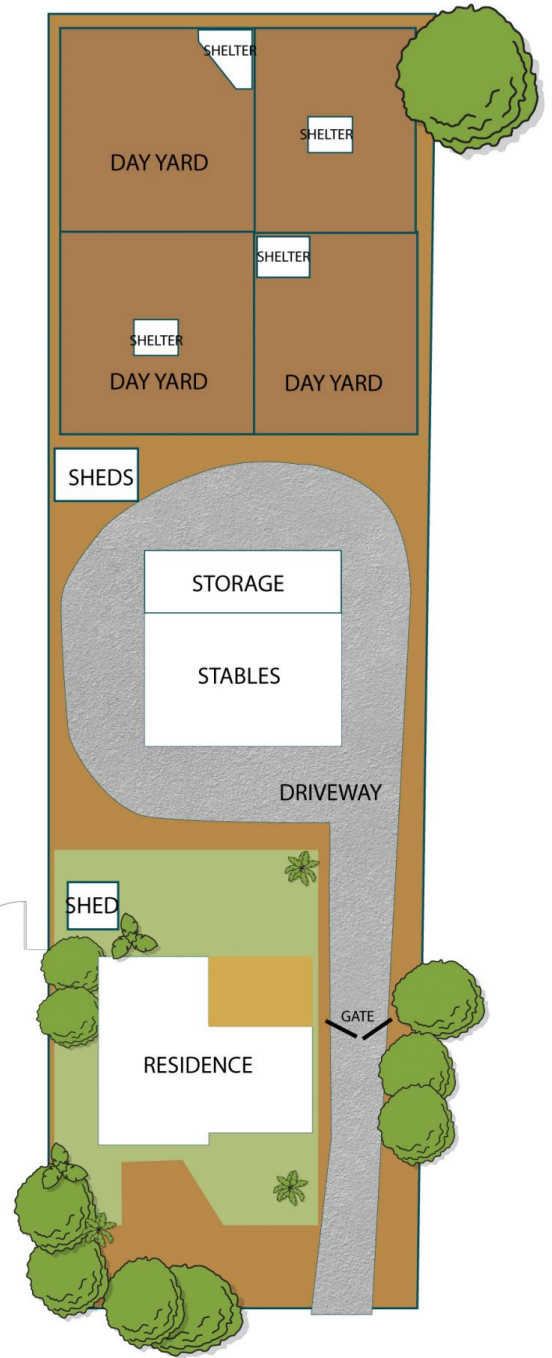 SHELTER
SHELTER
DAY YARD
SHELTER
SHELTER
DAY YARD
DAY YARD
SHEDS
STORAGE
STABLES
DRIVEWAY
SHED
GATE
RESIDENCE